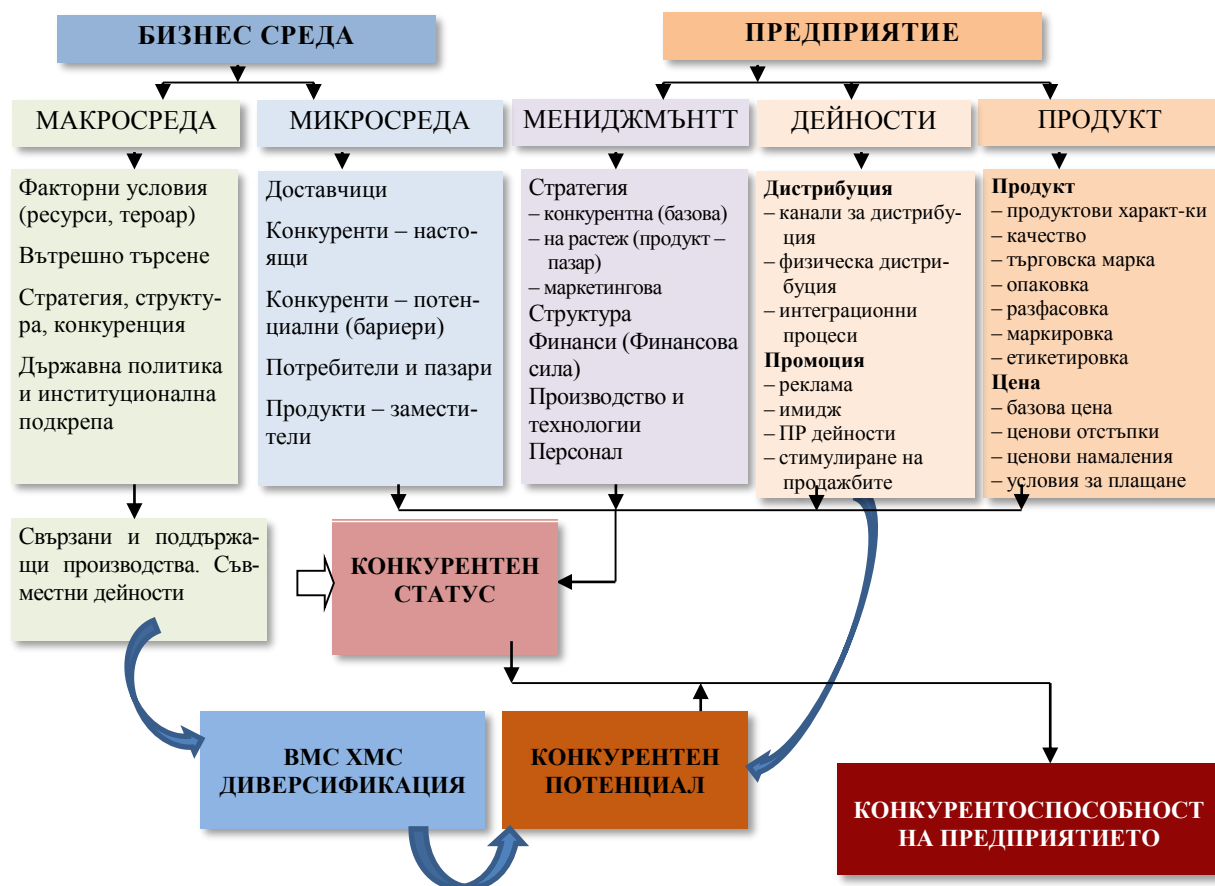 БИЗНЕС СРЕДА
ПРЕДПРИЯТИЕ
МАКРОСРЕДА
МИКРОСРЕДА
МЕНИДЖМЪНТТ
ДЕЙНОСТИ
ПРОДУКТ
Факторни условия
(ресурси, тероар)
Вътрешно търсене
Стратегия, структу-
ра, конкуренция
Държавна политика
и институционална
подкрепа
Доставчици
Конкуренти – насто-
ящи
Конкуренти – потен-
циални (бариери)
Потребители и пазари
Продукти – замести-
тели
Стратегия
– конкурентна (базова)
– на растеж (продукт –
пазар)
– маркетингова
Структура
Финанси (Финансова
сила)
Производство и
технологии
Персонал
Дистрибуция
– канали за дистрибу-
ция
– физическа дистри-
буция
– интеграционни
процеси
Промоция
– реклама
– имидж
– ПР дейности
– стимулиране на
продажбите
Продукт
– продуктови характ-ки
– качество
– търговска марка
– опаковка
– разфасовка
– маркировка
– етикетировка
Цена
– базова цена
– ценови отстъпки
– ценови намаления
– условия за плащане
Свързани и поддържа-
щи производства. Съв-
местни дейности
КОНКУРЕНТЕН
СТАТУС
ВМС ХМС
ДИВЕРСИФИКАЦИЯ
КОНКУРЕНТЕН
ПОТЕНЦИАЛ
КОНКУРЕНТОСПОСОБНОСТ
НА ПРЕДПРИЯТИЕТО